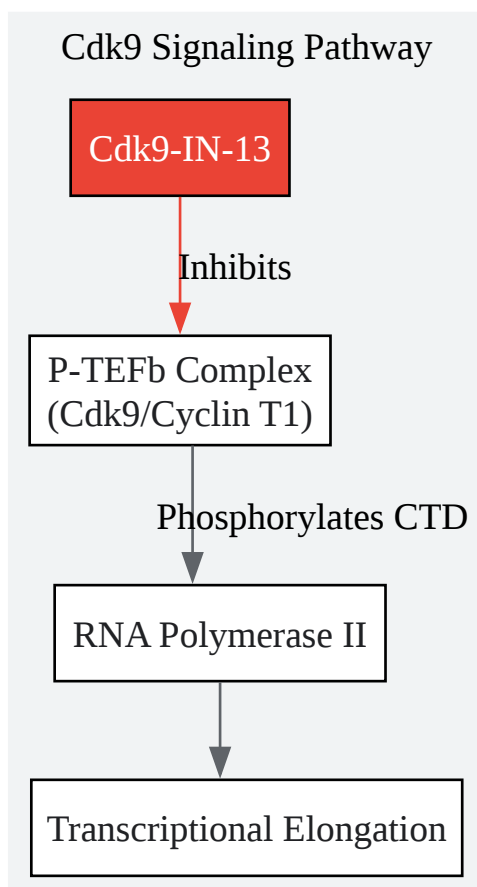 Cdk9 Signaling Pathway
Cdk9-IN-13
Inhibits
P-TEFb Complex
(Cdk9/Cyclin T1)
Phosphorylates CTD
RNA Polymerase II
Transcriptional Elongation